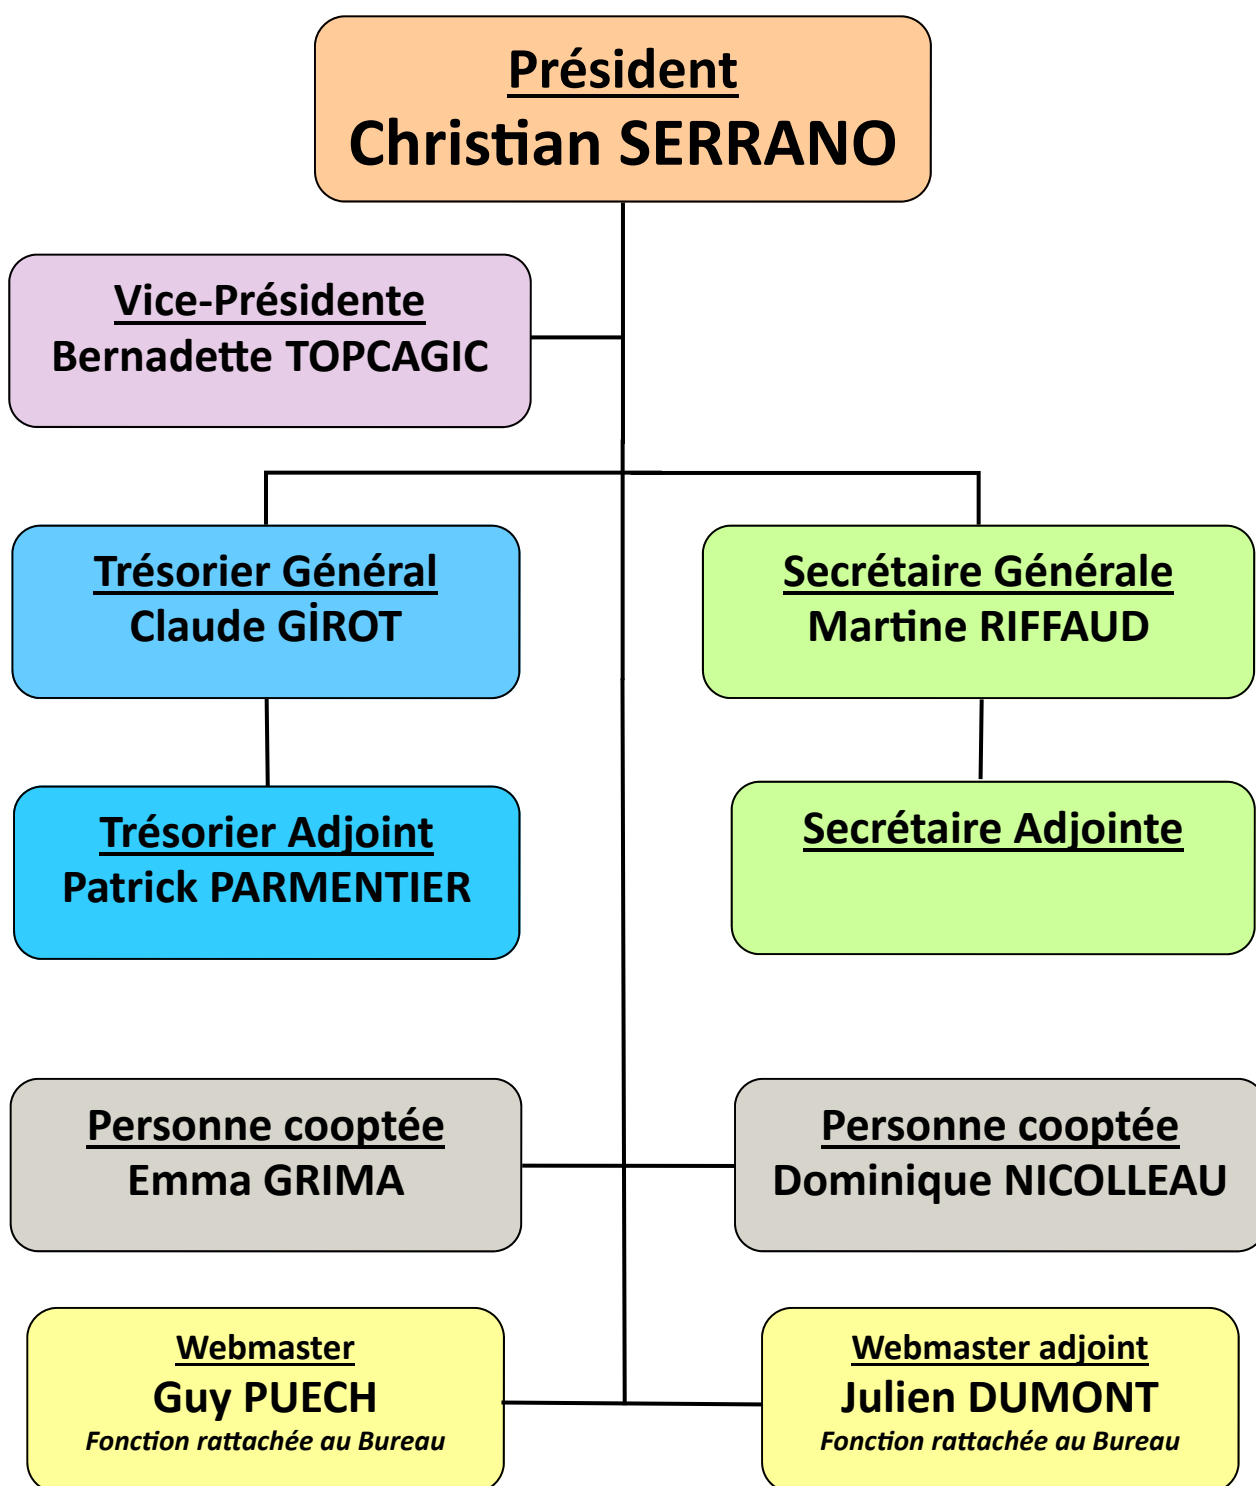 Président
Christian SERRANO
Vice-Présidente
Bernadette TOPCAGIC
Trésorier Général
Claude GİROT
Secrétaire Générale
Martine RIFFAUD
Trésorier Adjoint
Patrick PARMENTIER
Secrétaire Adjointe
Personne cooptée
Emma GRIMA
Personne cooptée
Dominique NICOLLEAU
Webmaster
Guy PUECH
Fonction rattachée au Bureau
Webmaster adjoint
Julien DUMONT
Fonction rattachée au Bureau